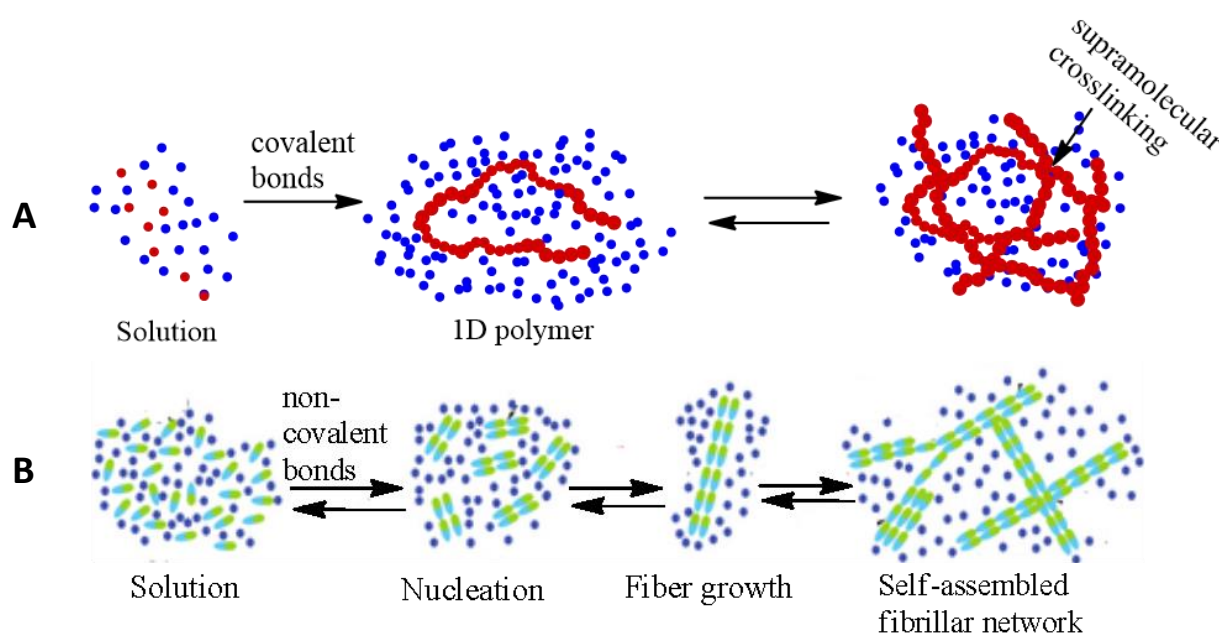 supramolecular
crosslinking
covalent
bonds
A
Solution
1D polymer
non-
covalent
bonds
B
Solution
Nucleation
Fiber growth
Self-assembled
fibrillar network